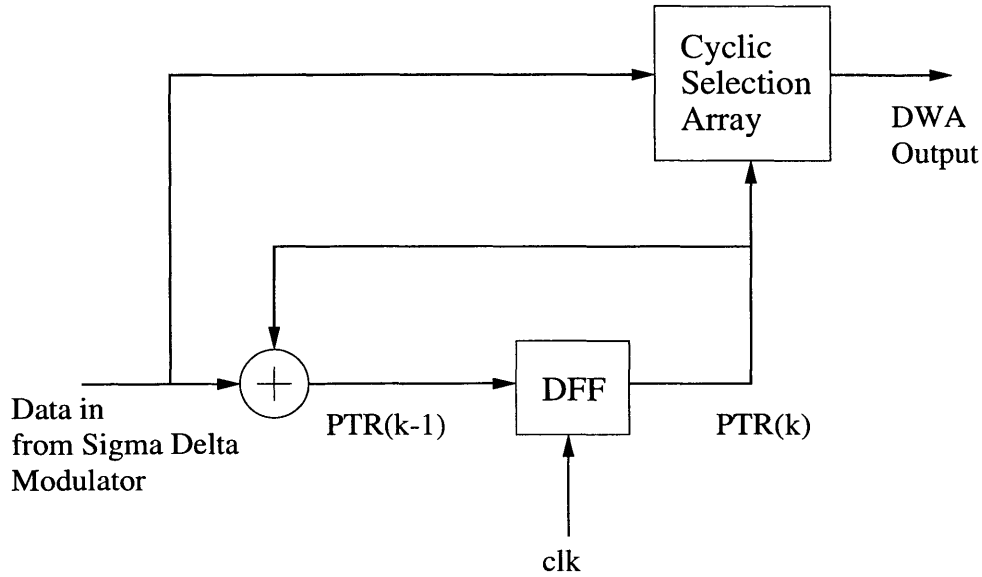 Cyclic
Selection
Array
DWA
Output
+
DFF
Data in
from Sigma Delta
Modulator
PTR(k-1)
PTR(k)
clk